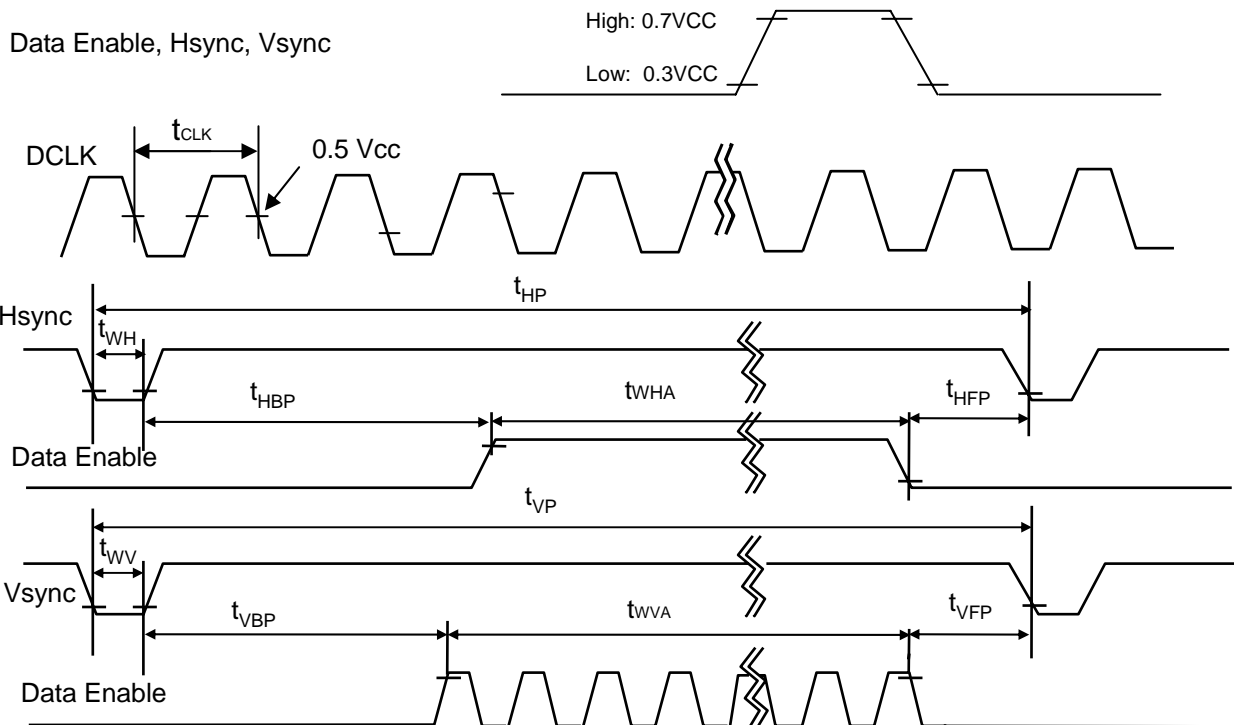 High: 0.7VCC
Data Enable, Hsync, Vsync
Low: 0.3VCC
tCLK
0.5 Vcc
DCLK
tHP
Hsync
tWH
tHBP
tWHA
tHFP
Data Enable
tVP
tWV
Vsync
tVBP
tWVA
tVFP
Data Enable